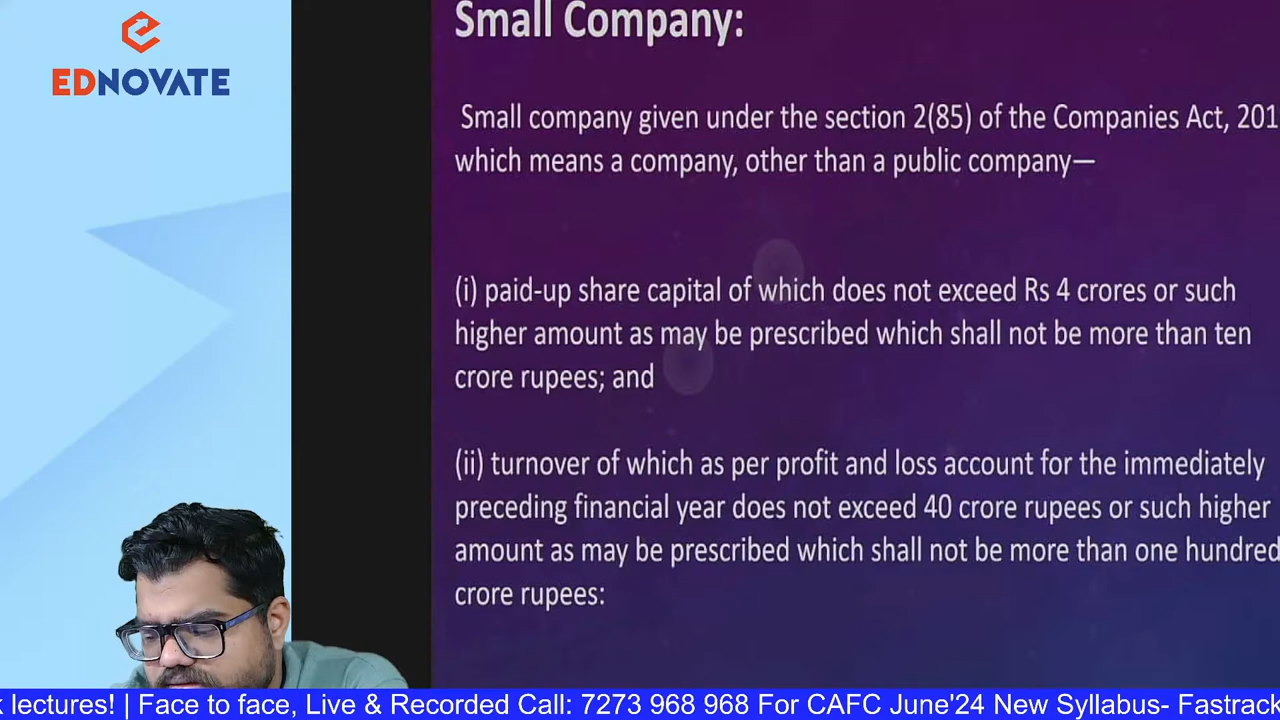 EDNOVATE
Small Company:
Small company given under the section 2(85) of the Companies Act, 201
which means a company, other than a public company—
(i) paid-up share capital of which does not exceed Rs 4 crores or such
higher amount as may be prescribed which shall not be more than ten
crore rupees; and
(ii) turnover of which as per profit and loss account for the immediately
preceding financial year does not exceed 40 crore rupees or such higher
amount as may be prescribed which shall not be more than one hundred
crore rupees:
k lectures! | Face to face, Live & Recorded Call: 7273 968 968 For CAFC June'24 New Syllabus- Fastrack